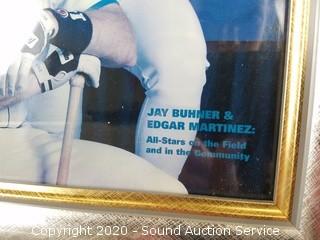 JAY BUHNER &
EDGAR MARTINEZ:
All-Stars on the Field
and in the Community
Copyright 2020 - Sound Auction Service